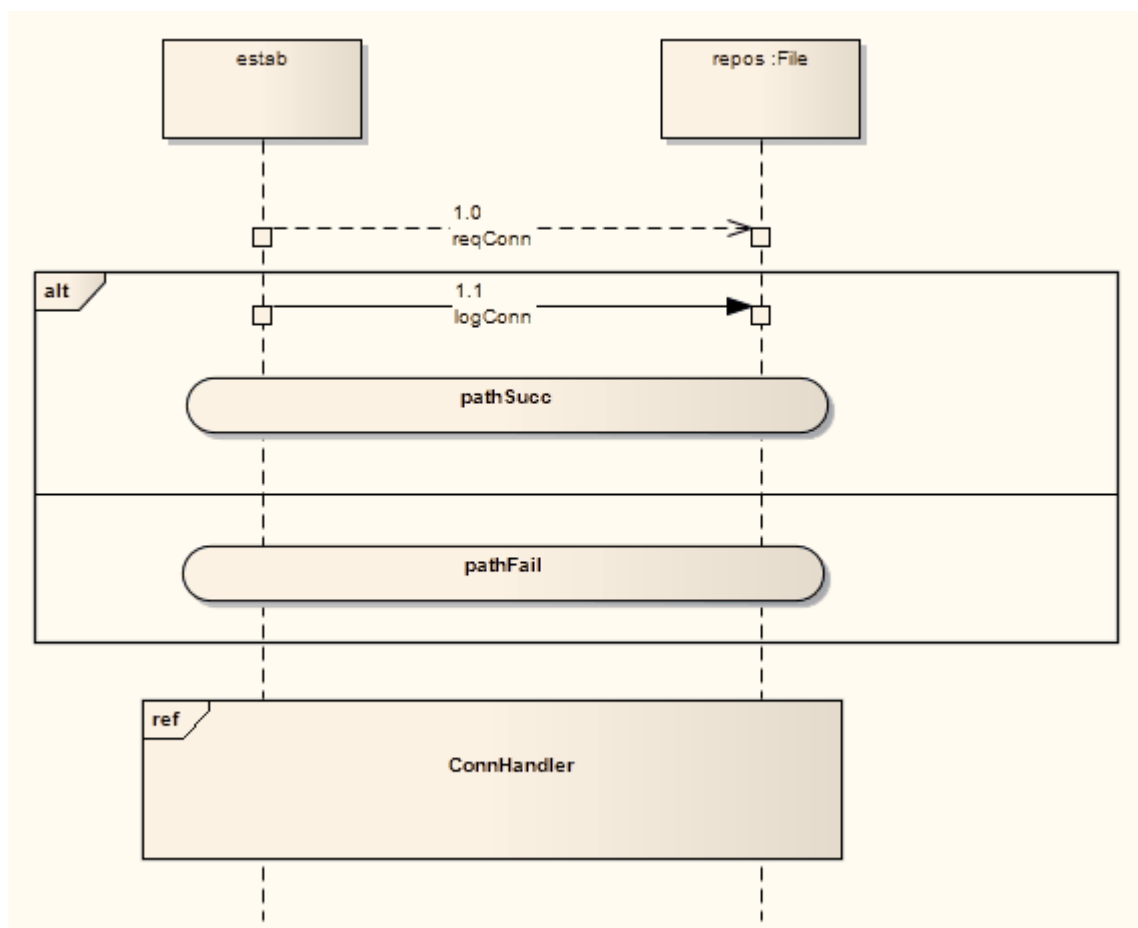 estab
repos :File
1.0
reqConn
alt
1.1
logConn
pathSucc
pathFail
ref
ConnHandler